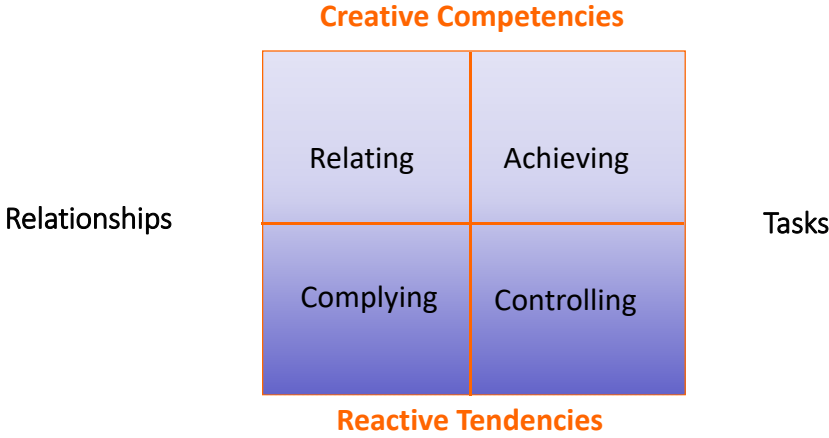 Creative Competencies
Relating
Achieving
Relationships
Tasks
Complying
Controlling
Reactive Tendencies